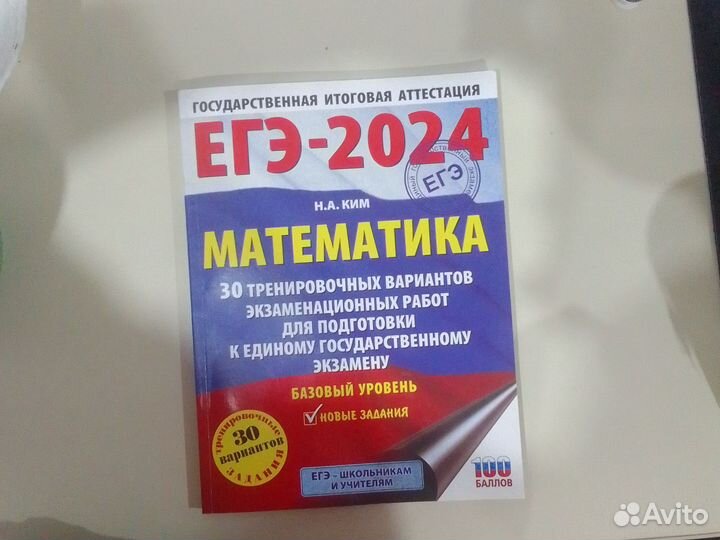 ГОСУДАРСТВЕННАЯ ИТОГОВАЯ АТТЕСТАЦИЯ
ЕГЭ-2024
ЕГЭ
Н.А. КИМ
МАТЕМАТИКА
30 ТРЕНИРОВОЧНЫХ ВАРИАНТОВ
ЭКЗАМЕНАЦИОННЫХ РАБОТ
ДЛЯ ПОДГОТОВКИ
К ЕДИНОМУ ГОСУДАРСТВЕННОМУ
ЭКЗАМЕНУ
БАЗОВЫЙ УРОВЕНЬ
НОВЫЕ ЗАДАНИЯ
тренировочные
30
вариантов
ЗАДАНИЯ
ЕГЭ – ШКОЛЬНИКАМ
И УЧИТЕЛЯМ
100
БАЛЛОВ
Avito